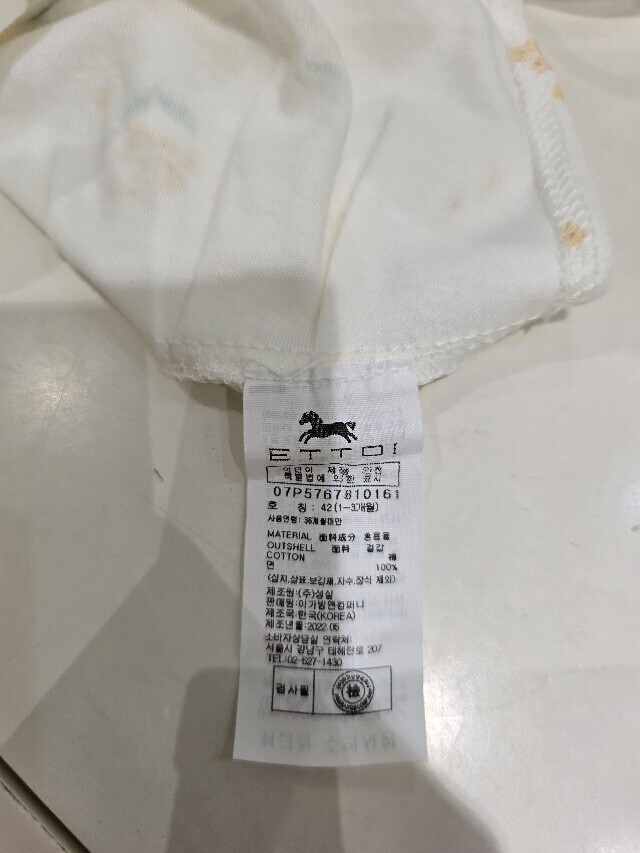 ETTOI
어린이 제품 안전
특별법에 의한 표시
07P5767810161
호 칭 : 42 (1~3개월)
사용연령: 36개월미만
MATERIAL 面料成分 혼용율
OUTSHELL 面料 겉감
COTTON 棉
면 100%
(심지,상표,보강재,자수,장식 제외)
제조원:(주)성실
판매원:아가방앤컴퍼니
제조국:한국(KOREA)
제조년월:2022.05
소비자상담실 연락처:
서울시 강남구 테헤란로 207
TEL:02-527-1430
검사필 檢